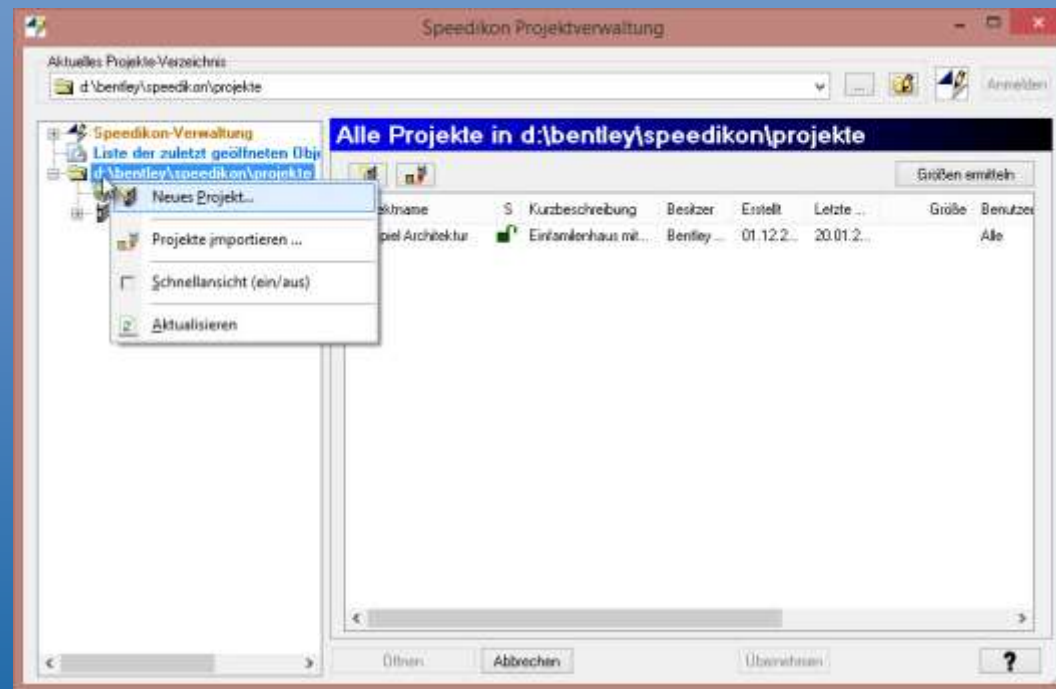 Speedikon Projektverwaltung
Aktuelles Projekte-Verzeichnis
d:\bentley\speedikon\projekte
Anmelden
Speedikon-Verwaltung
Liste der zuletzt geöffneten Obje
d:\bentley\speedikon\projekte
Neues Projekt...
Projekte importieren ...
Schnellansicht (ein/aus)
Aktualisieren
Alle Projekte in d:\bentley\speedikon\projekte
Größen ermitteln
ektname S Kurzbeschreibung Besitzer Erstellt Letzte ... Größe Benutzer
piel Architektur Einfamilenhaus mit... Bentley ... 01.12.2... 20.01.2... Alle
Öffnen Abbrechen Übernehmen ?